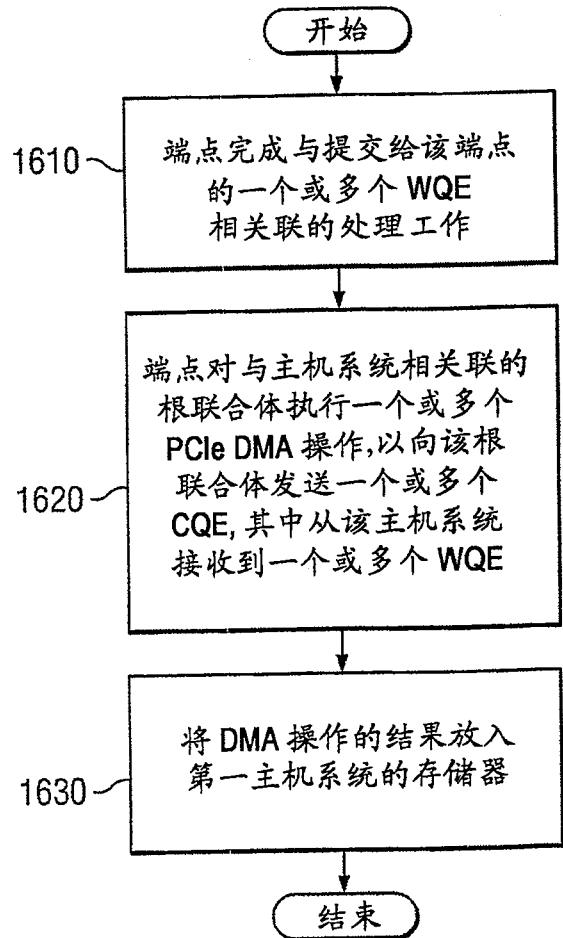 开始
1610
端点完成与提交给该端点
的一个或多个 WQE
相关联的处理工作
1620
端点对与主机系统相关联的
根联合体执行一个或多个
PCIe DMA 操作,以向该根
联合体发送一个或多个
CQE, 其中从该主机系统
接收到一个或多个 WQE
1630
将 DMA 操作的结果放入
第一主机系统的存储器
结束